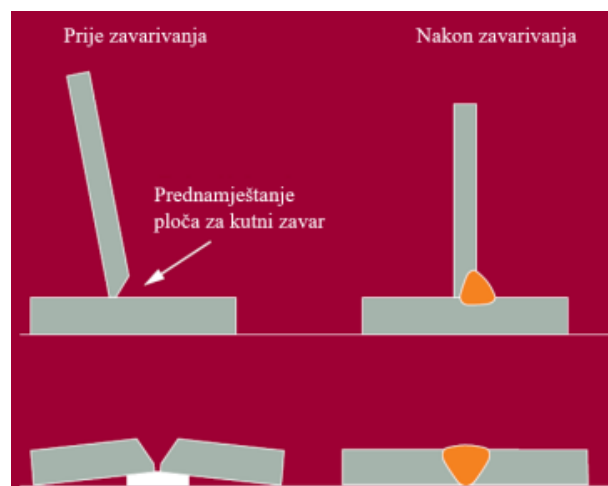 Prije zavarivanja
Nakon zavarivanja
Prednamještanje
ploča za kutni zavar